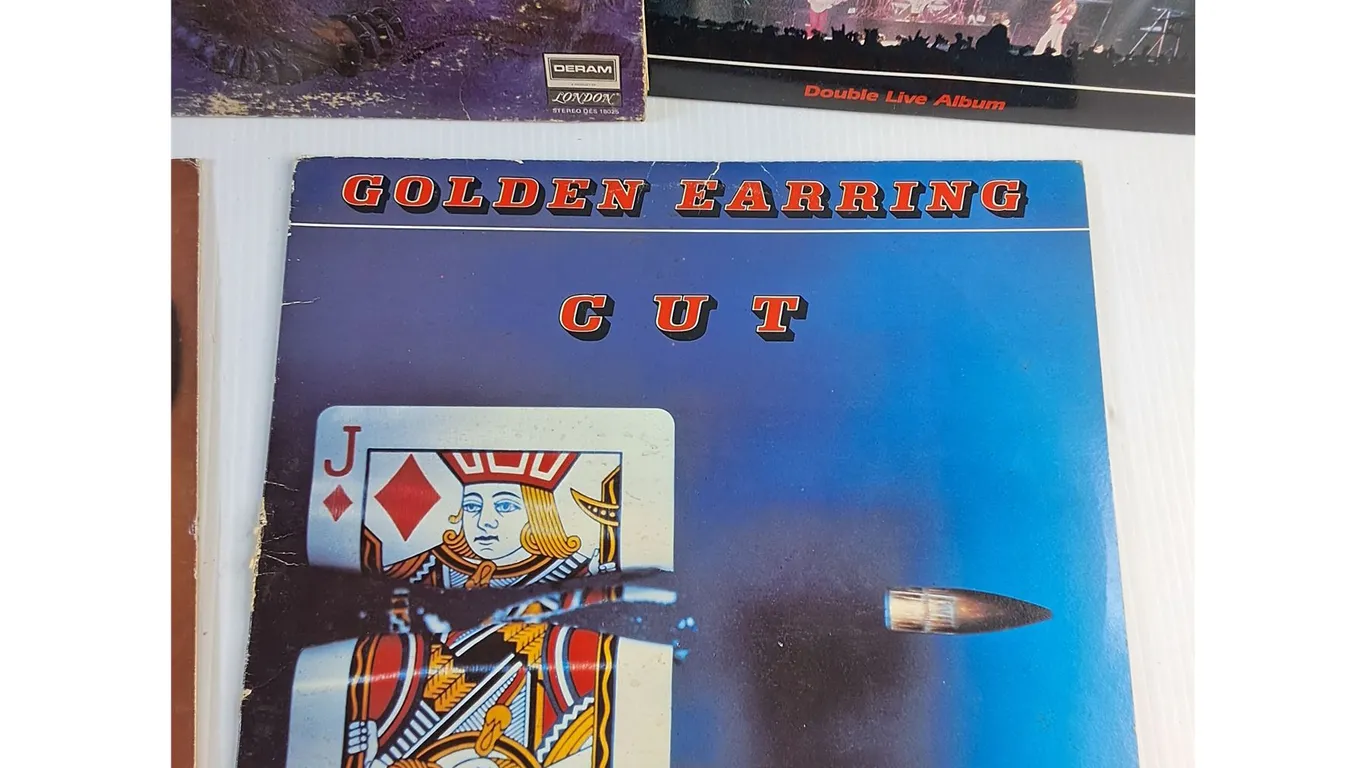 DERAM
LONDON
STEREO DES 18025
Double Live Album
GOLDEN EARRING
CUT
J